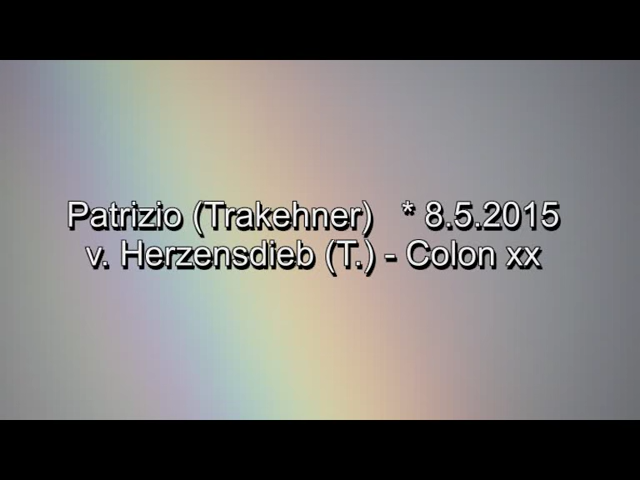 Patrizio (Trakehner) * 8.5.2015
v. Herzensdieb (T.) - Colon xx